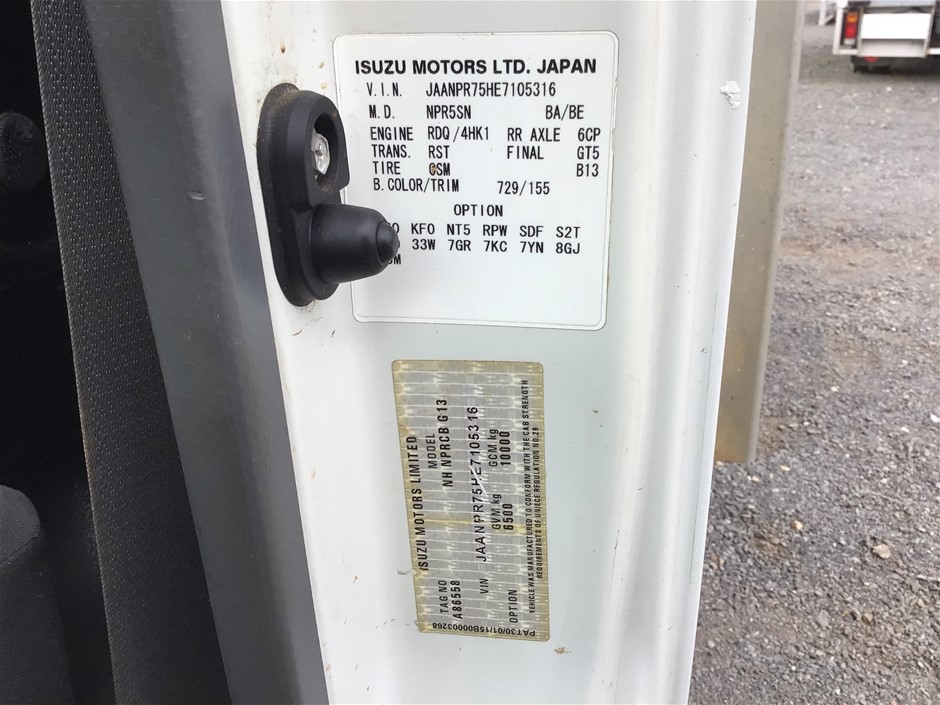 ISUZU MOTORS LTD. JAPAN
V.I.N. JAANPR75HE7105316
M.D. NPR5SN BA/BE
ENGINE RDQ/4HK1 RR AXLE 6CP
TRANS. RST FINAL GT5
TIRE CSM B13
B.COLOR/TRIM 729/155
OPTION
KFO NT5 RPW SDF S2T
33W 7GR 7KC 7YN 8GJ
ISUZU MOTORS LIMITED
TAG NO MODEL
A86558 NH NPRCB G13
VIN JAANPR75HE7105316
GVM kg GCM kg
6500 10000
OPTION
VEHICLE WAS MANUFACTURED TO CONFORM WITH THE CAB STRENGTH
REQUIREMENTS OF UN/ECE REGULATION NO.29
PAT30/01/15B00003268